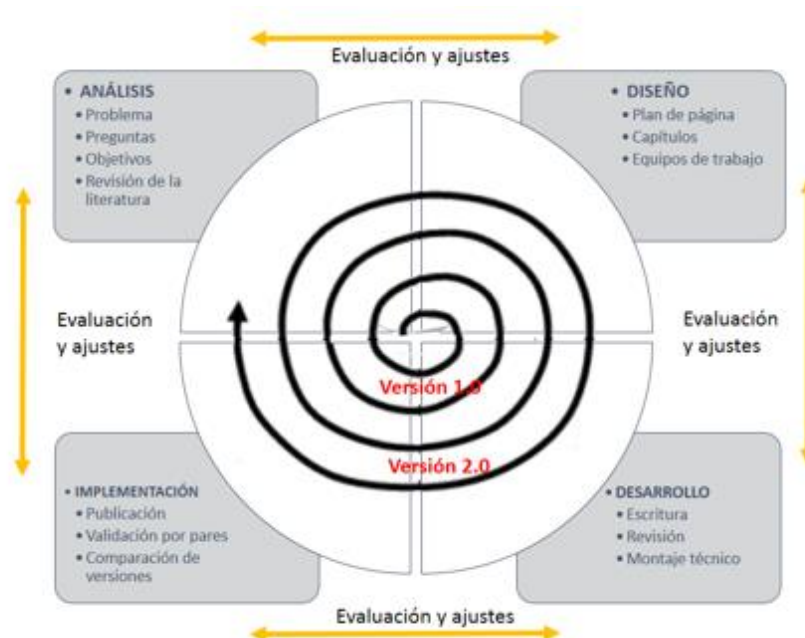 Evaluación y ajustes
• ANÁLISIS
• Problema
• Preguntas
• Objetivos
• Revisión de la
literatura
• DISEÑO
• Plan de página
• Capítulos
• Equipos de trabajo
Evaluación
y ajustes
Evaluación
y ajustes
Versión 1.0
Versión 2.0
• IMPLEMENTACIÓN
• Publicación
• Validación por pares
• Comparación de
versiones
• DESARROLLO
• Escritura
• Revisión
• Montaje técnico
Evaluación y ajustes